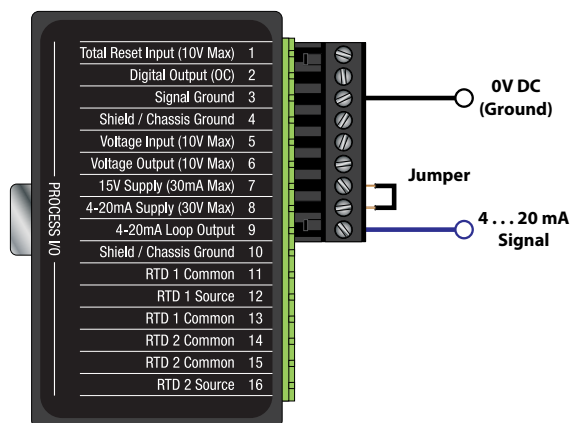 Total Reset Input (10V Max) 1
Digital Output (OC) 2
Signal Ground 3
Shield / Chassis Ground 4
Voltage Input (10V Max) 5
Voltage Output (10V Max) 6
15V Supply (30mA Max) 7
4-20mA Supply (30V Max) 8
4-20mA Loop Output 9
Shield / Chassis Ground 10
RTD 1 Common 11
RTD 1 Source 12
RTD 1 Common 13
RTD 2 Common 14
RTD 2 Common 15
RTD 2 Source 16
PROCESS I/O
0V DC
(Ground)
Jumper
4 . . . 20 mA
Signal